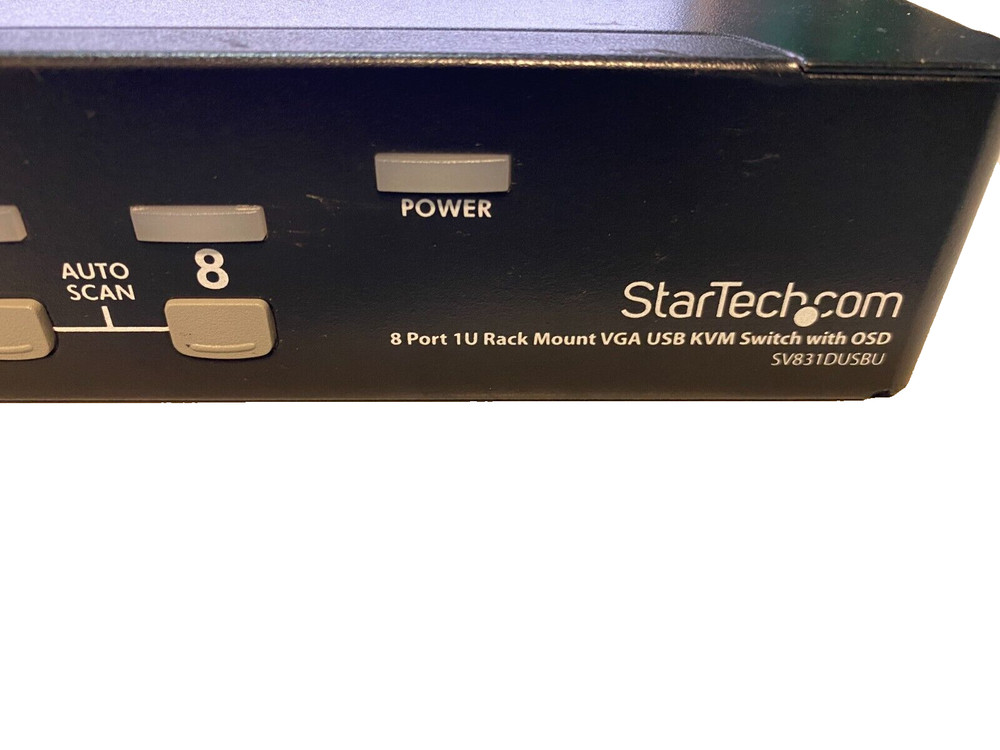 POWER
AUTO
SCAN
8
StarTech.com
8 Port 1U Rack Mount VGA USB KVM Switch with OSD
SV831DUSBU